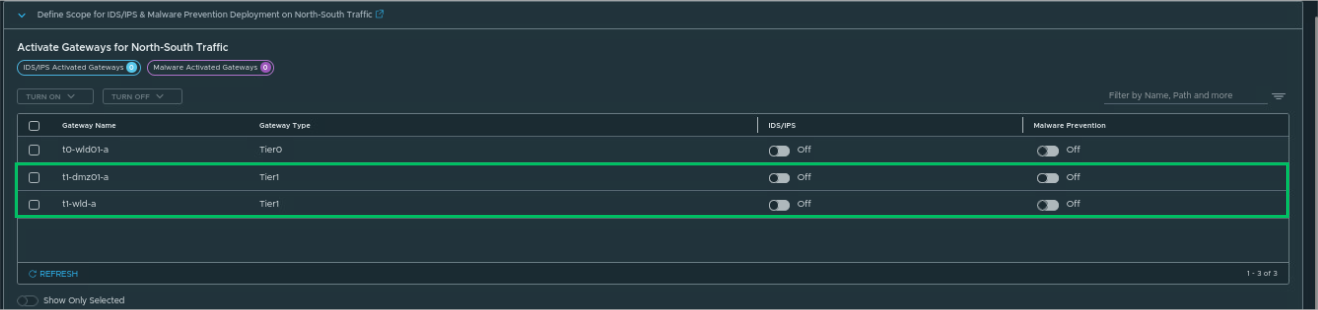 Define Scope for IDS/IPS & Malware Prevention Deployment on North-South Traffic
Activate Gateways for North-South Traffic
IDS/IPS Activated Gateways 0 Malware Activated Gateways 0
TURN ON TURN OFF Filter by Name, Path and more
Gateway Name Gateway Type IDS/IPS Malware Prevention
t0-wld01-a Tier0 Off Off
t1-dmz01-a Tier1 Off Off
t1-wld-a Tier1 Off Off
REFRESH 1 - 3 of 3
Show Only Selected